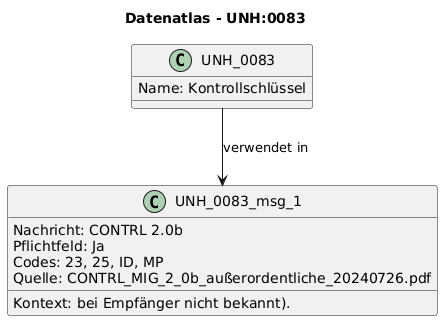 Datenatlas - UNH:0083
C UNH_0083
Name: Kontrollschlüssel
verwendet in
C UNH_0083_msg_1
Nachricht: CONTRL 2.0b
Pflichtfeld: Ja
Codes: 23, 25, ID, MP
Quelle: CONTRL_MIG_2_0b_außerordentliche_20240726.pdf
Kontext: bei Empfänger nicht bekannt).